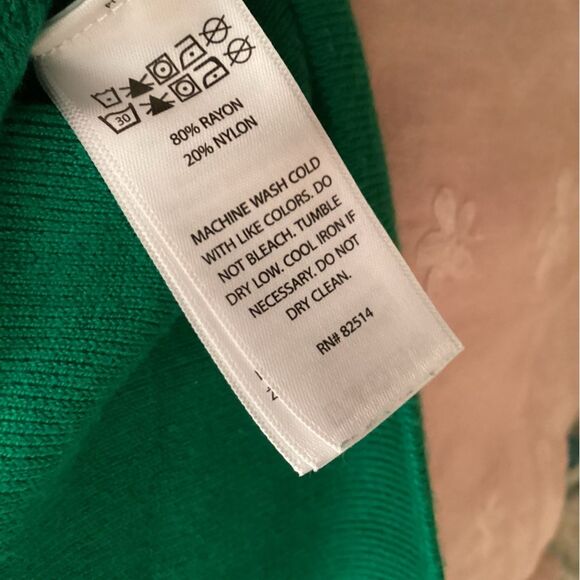 30
80% RAYON
20% NYLON
MACHINE WASH COLD
WITH LIKE COLORS. DO
NOT BLEACH. TUMBLE
DRY LOW. COOL IRON IF
NECESSARY. DO NOT
DRY CLEAN.
RN# 82514